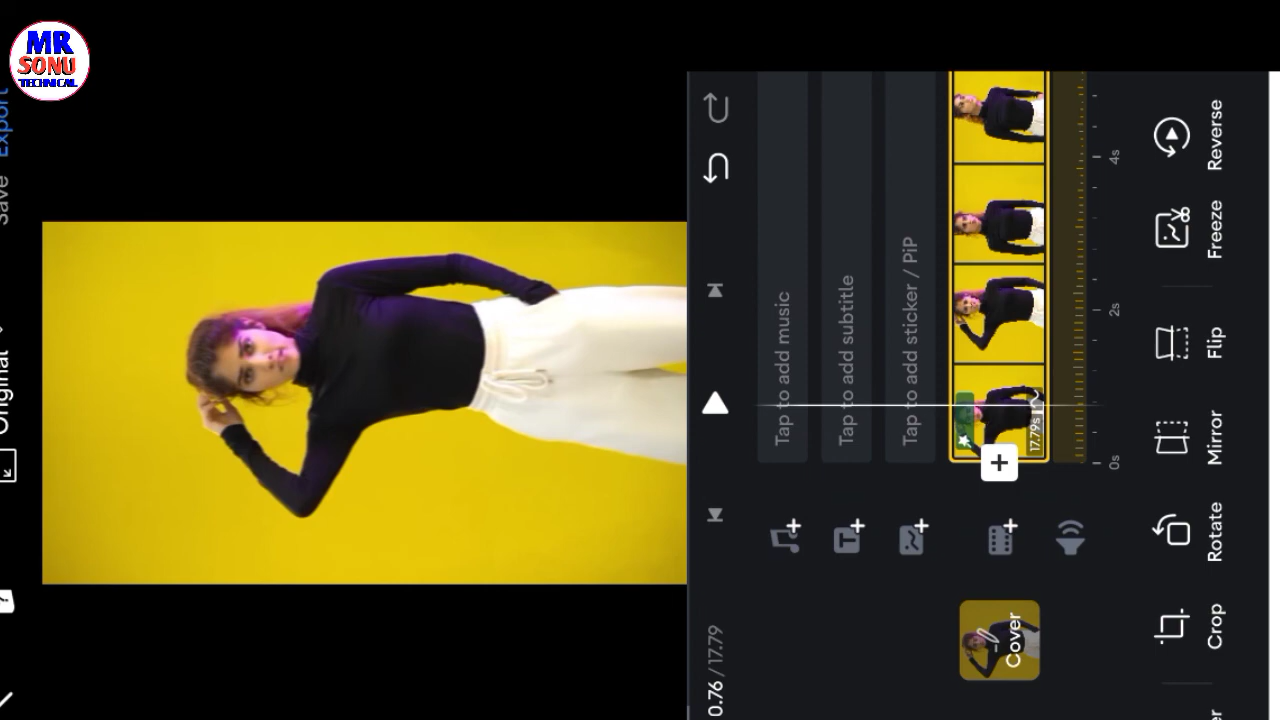 MR
SONU
TECHNICAL
Save
Export
Original
0.76 / 17.79
Tap to add music
Tap to add subtitle
Tap to add sticker / PiP
17.79s
Cover
0s
2s
4s
Crop
Rotate
Mirror
Flip
Freeze
Reverse